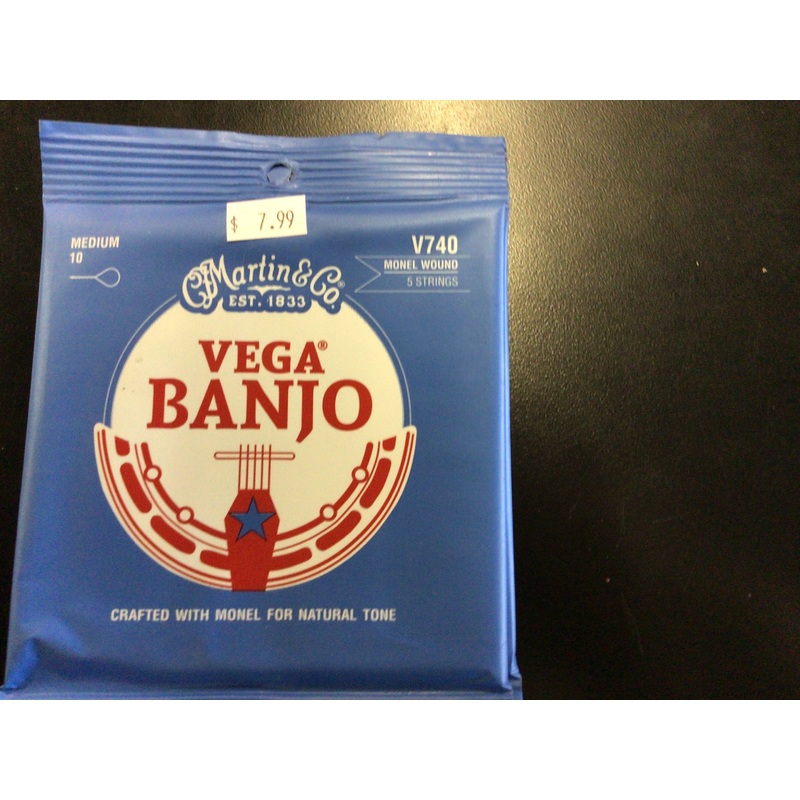 $ 7.99
MEDIUM
10
V740
MONEL WOUND
5 STRINGS
C.F. Martin & Co.®
EST. 1833
VEGA®
BANJO
CRAFTED WITH MONEL FOR NATURAL TONE